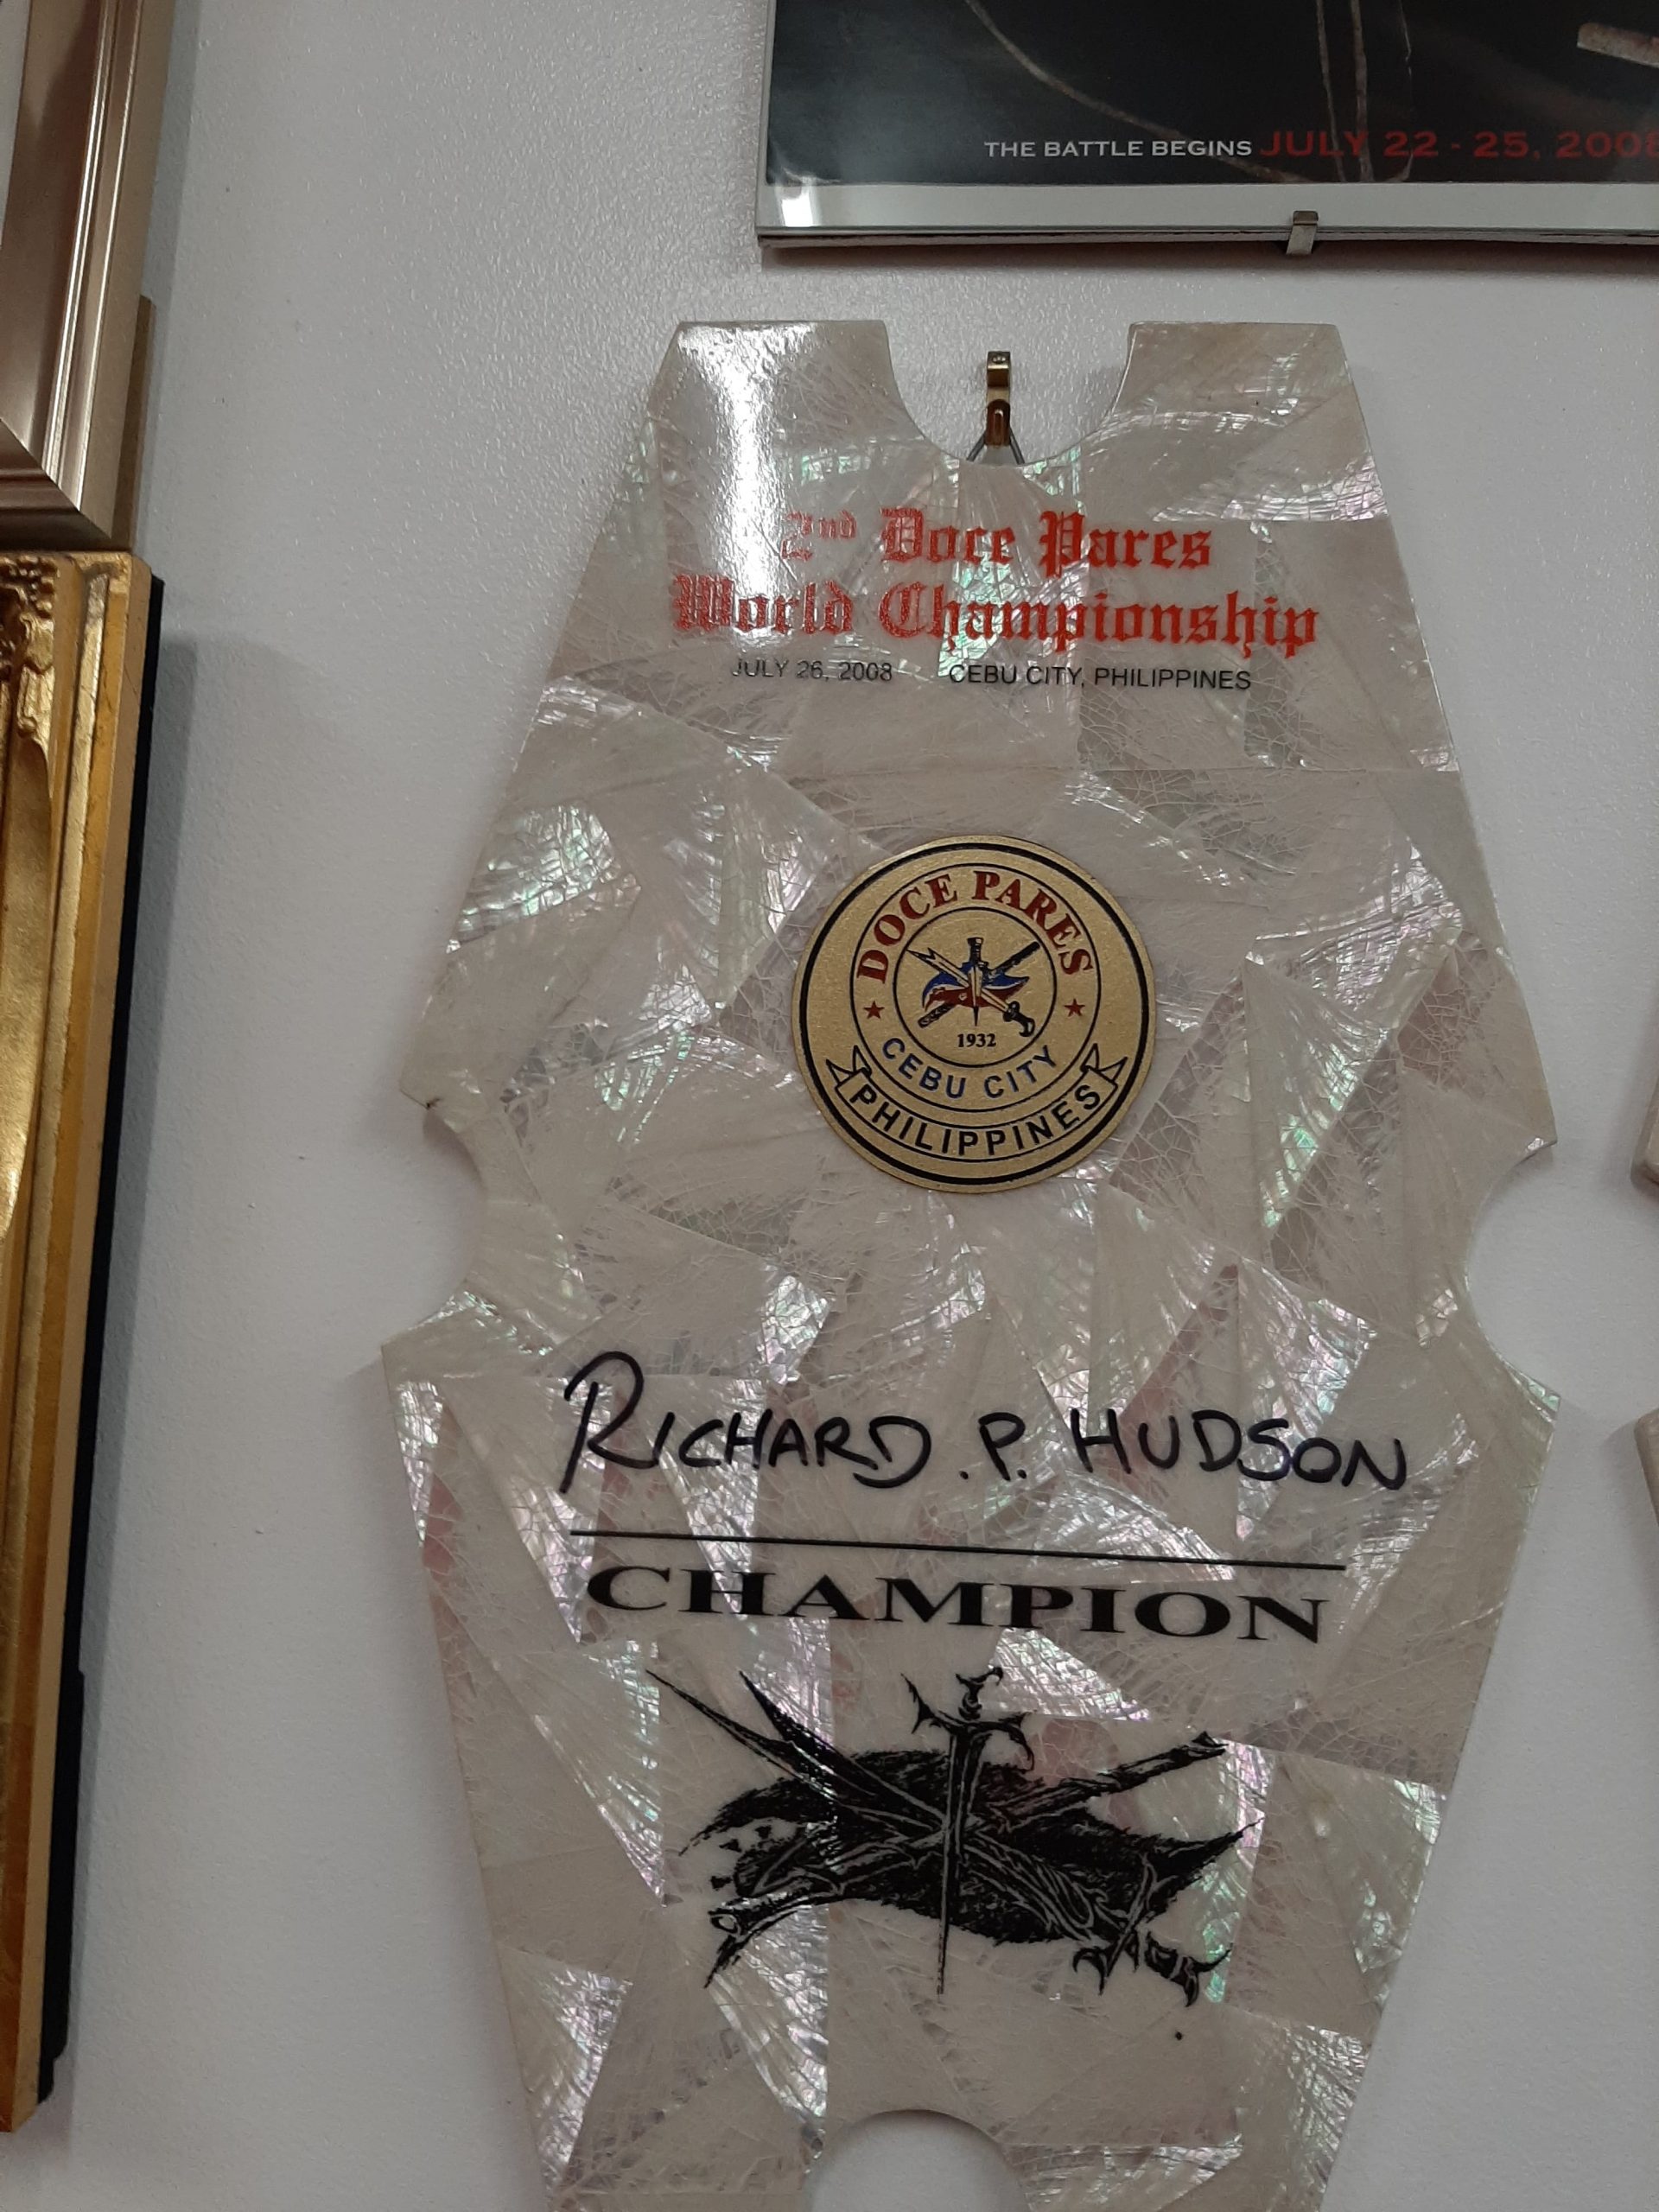 THE BATTLE BEGINS JULY 22 - 25, 2008
2nd Doce Pares
World Championship
JULY 26, 2008 CEBU CITY, PHILIPPINES
DOCE PARES
1932
CEBU CITY
PHILIPPINES
RICHARD .P. HUDSON
CHAMPION